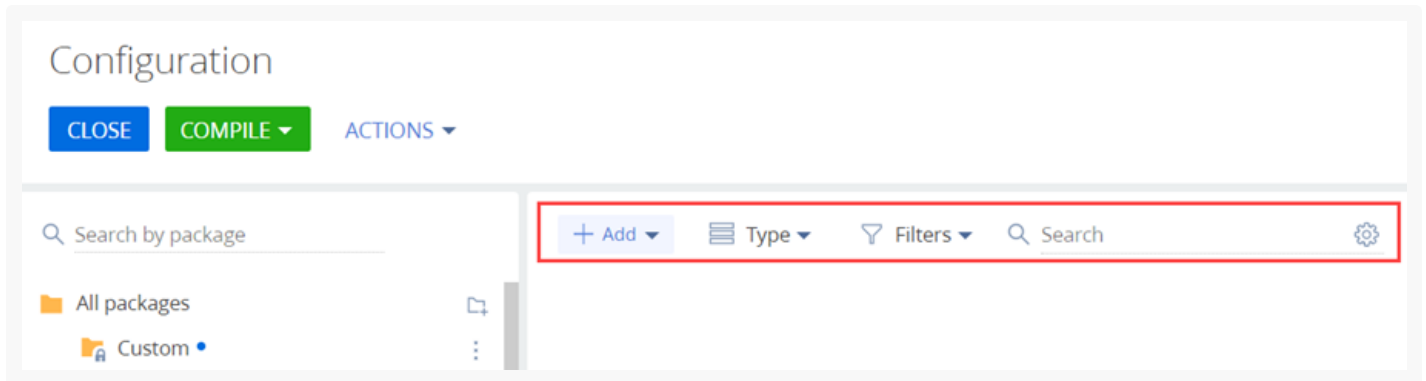 Configuration
CLOSE COMPILE ACTIONS
Search by package
Add Type Filters Search
All packages
Custom